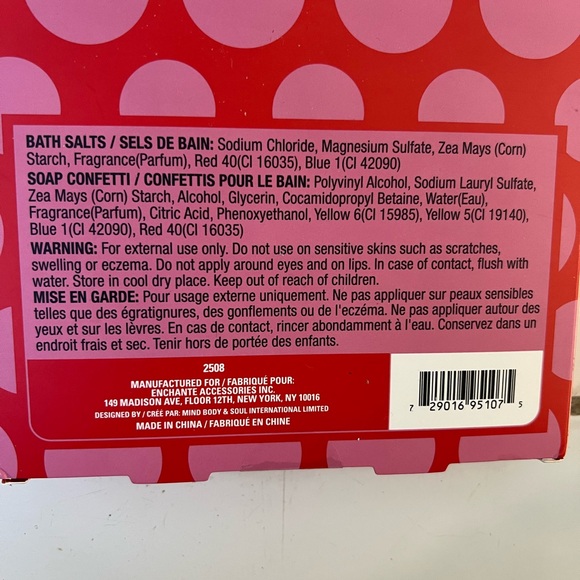 BATH SALTS / SELS DE BAIN: Sodium Chloride, Magnesium Sulfate, Zea Mays (Corn)
Starch, Fragrance(Parfum), Red 40(CI 16035), Blue 1(CI 42090)
SOAP CONFETTI / CONFETTIS POUR LE BAIN: Polyvinyl Alcohol, Sodium Lauryl Sulfate,
Zea Mays (Corn) Starch, Alcohol, Glycerin, Cocamidopropyl Betaine, Water(Eau),
Fragrance(Parfum), Citric Acid, Phenoxyethanol, Yellow 6(CI 15985), Yellow 5(CI 19140),
Blue 1(CI 42090), Red 40(CI 16035)
WARNING: For external use only. Do not use on sensitive skins such as scratches,
swelling or eczema. Do not apply around eyes and on lips. In case of contact, flush with
water. Store in cool dry place. Keep out of reach of children.
MISE EN GARDE: Pour usage externe uniquement. Ne pas appliquer sur peaux sensibles
telles que des égratignures, des gonflements ou de l'eczéma. Ne pas appliquer autour des
yeux et sur les lèvres. En cas de contact, rincer abondamment à l'eau. Conservez dans un
endroit frais et sec. Tenir hors de portée des enfants.
2508
MANUFACTURED FOR / FABRIQUÉ POUR:
ENCHANTE ACCESSORIES INC.
149 MADISON AVE, FLOOR 12TH, NEW YORK, NY 10016
DESIGNED BY / CRÉÉ PAR: MIND BODY & SOUL INTERNATIONAL LIMITED
MADE IN CHINA / FABRIQUÉ EN CHINE
7 29016 95107 5